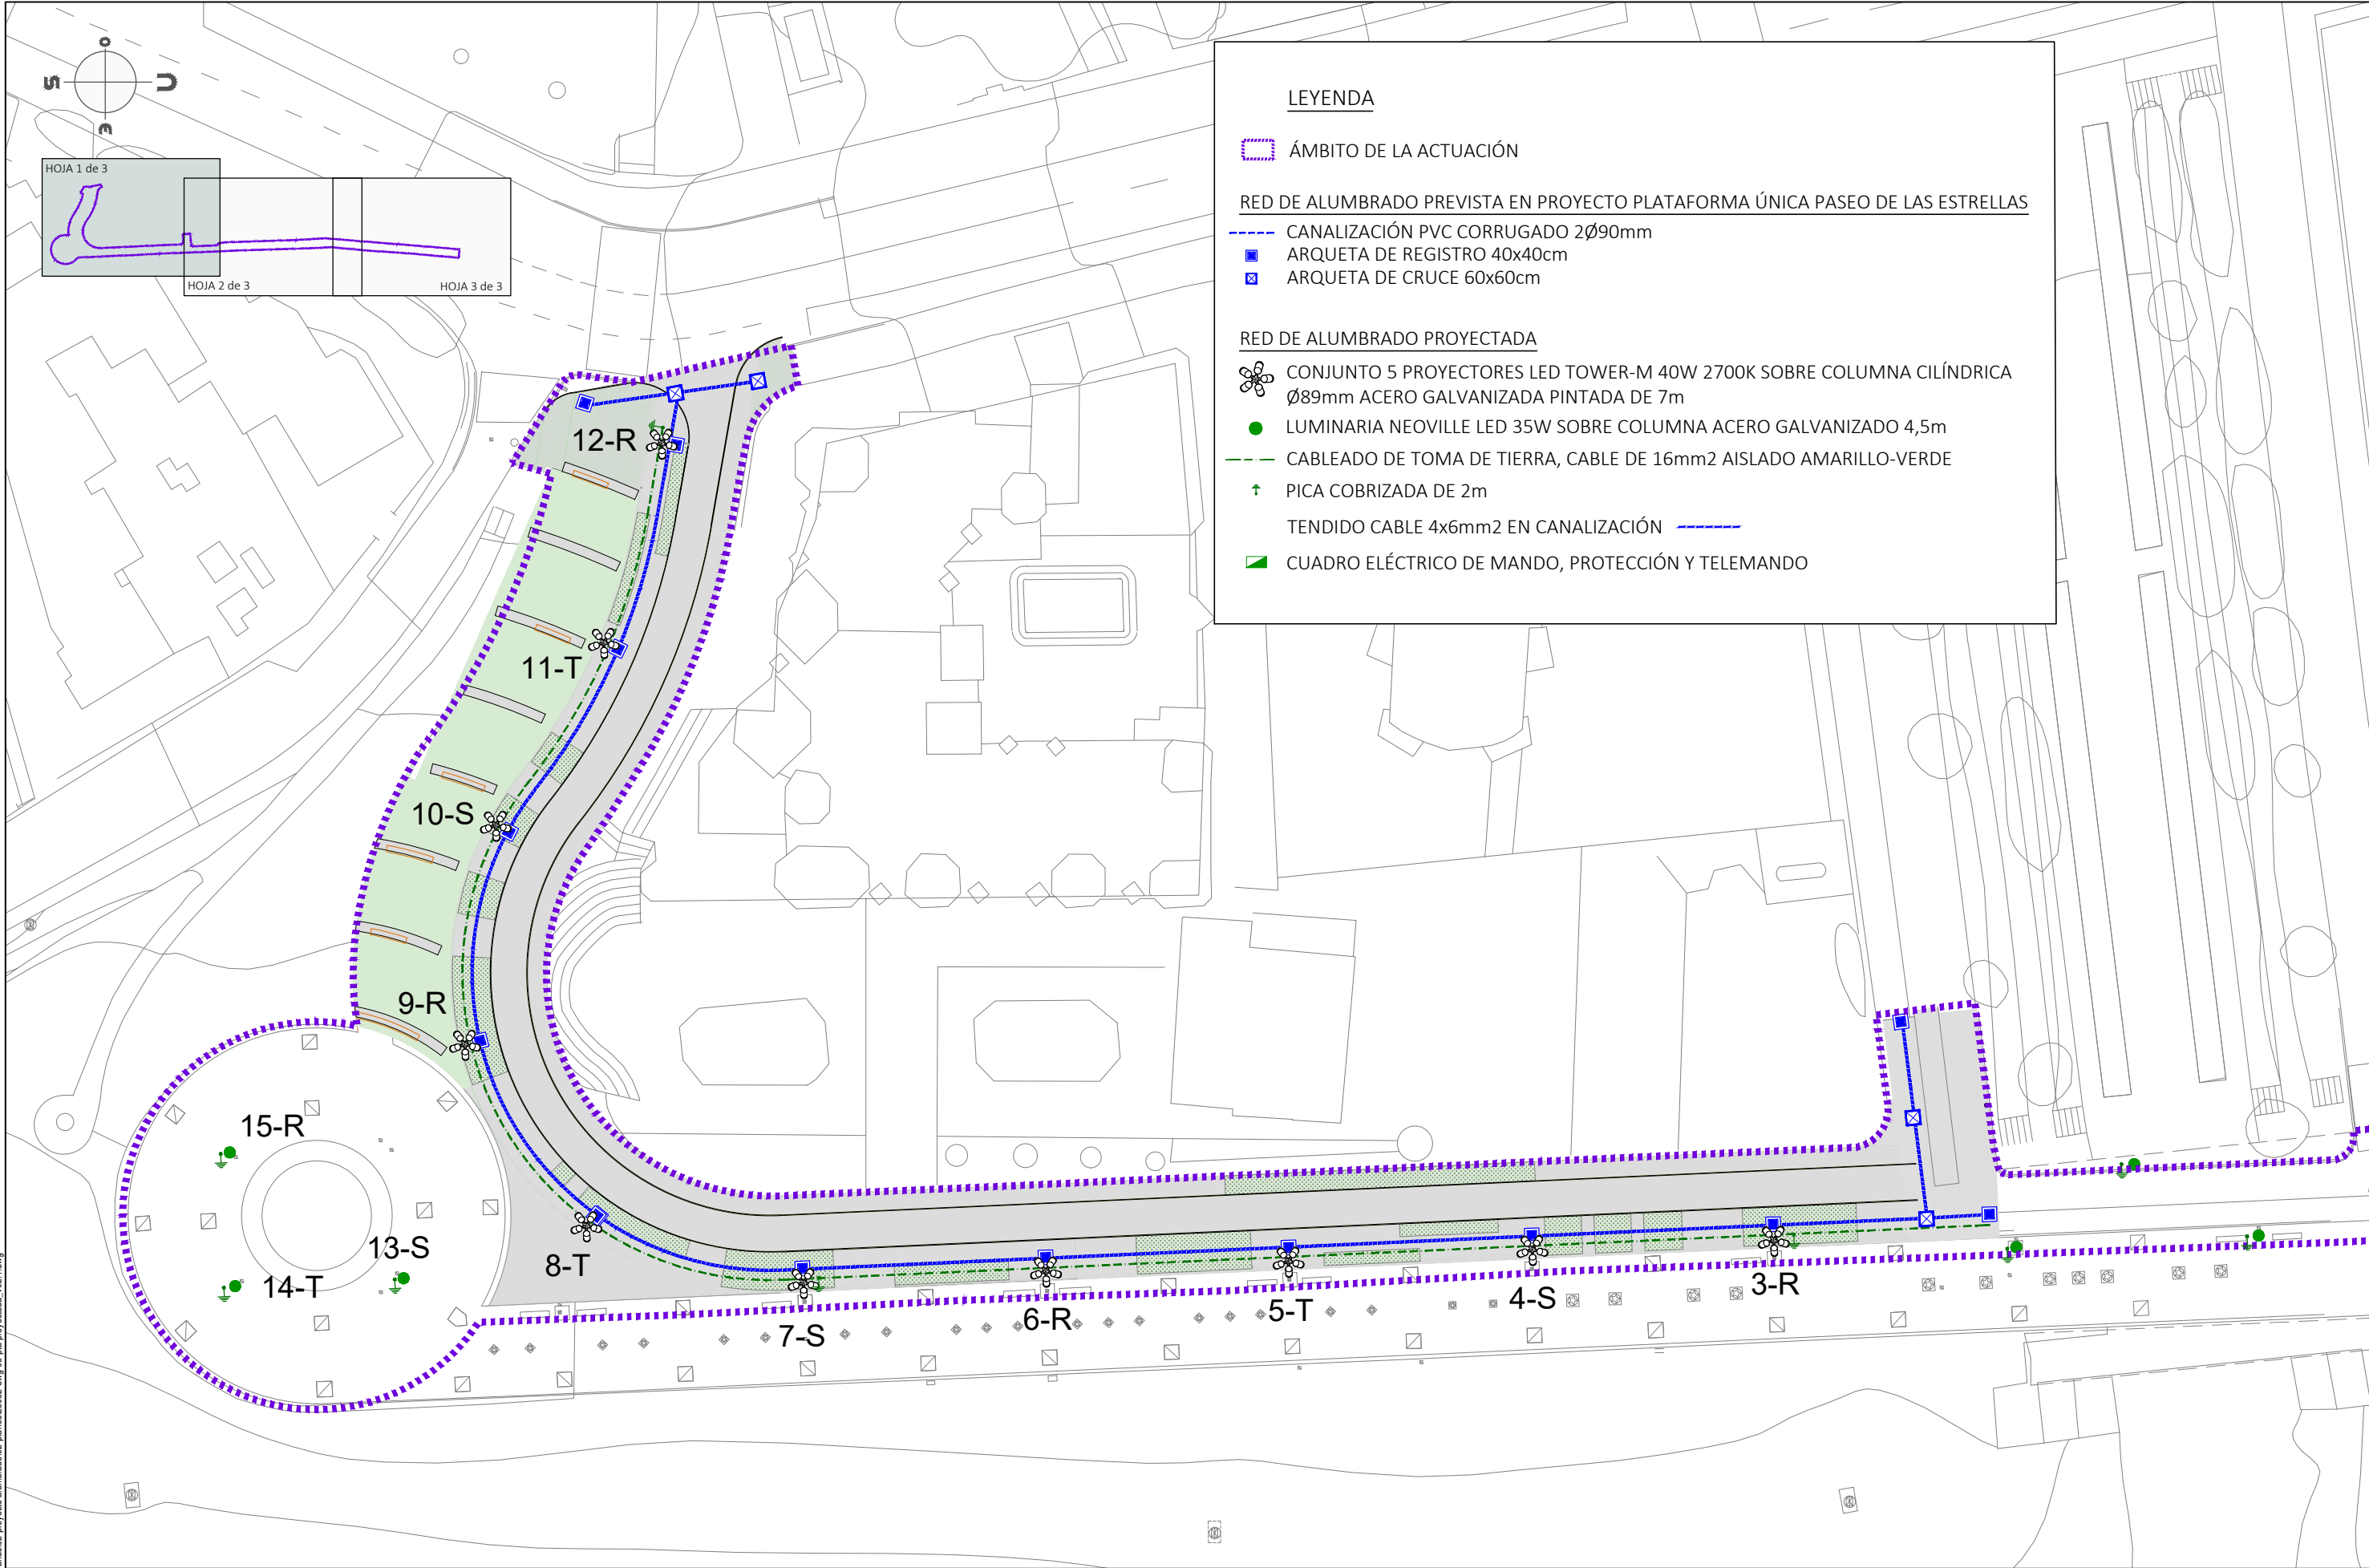 O
S
N
E
HOJA 1 de 3
HOJA 2 de 3
HOJA 3 de 3
LEYENDA
ÁMBITO DE LA ACTUACIÓN
RED DE ALUMBRADO PREVISTA EN PROYECTO PLATAFORMA ÚNICA PASEO DE LAS ESTRELLAS
CANALIZACIÓN PVC CORRUGADO 2Ø90mm
ARQUETA DE REGISTRO 40x40cm
ARQUETA DE CRUCE 60x60cm
RED DE ALUMBRADO PROYECTADA
CONJUNTO 5 PROYECTORES LED TOWER-M 40W 2700K SOBRE COLUMNA CILÍNDRICA
Ø89mm ACERO GALVANIZADA PINTADA DE 7m
LUMINARIA NEOVILLE LED 35W SOBRE COLUMNA ACERO GALVANIZADO 4,5m
CABLEADO DE TOMA DE TIERRA, CABLE DE 16mm2 AISLADO AMARILLO-VERDE
PICA COBRIZADA DE 2m
TENDIDO CABLE 4x6mm2 EN CANALIZACIÓN
CUADRO ELÉCTRICO DE MANDO, PROTECCIÓN Y TELEMANDO
12-R
11-T
10-S
9-R
15-R
13-S
14-T
8-T
7-S
6-R
5-T
4-S
3-R